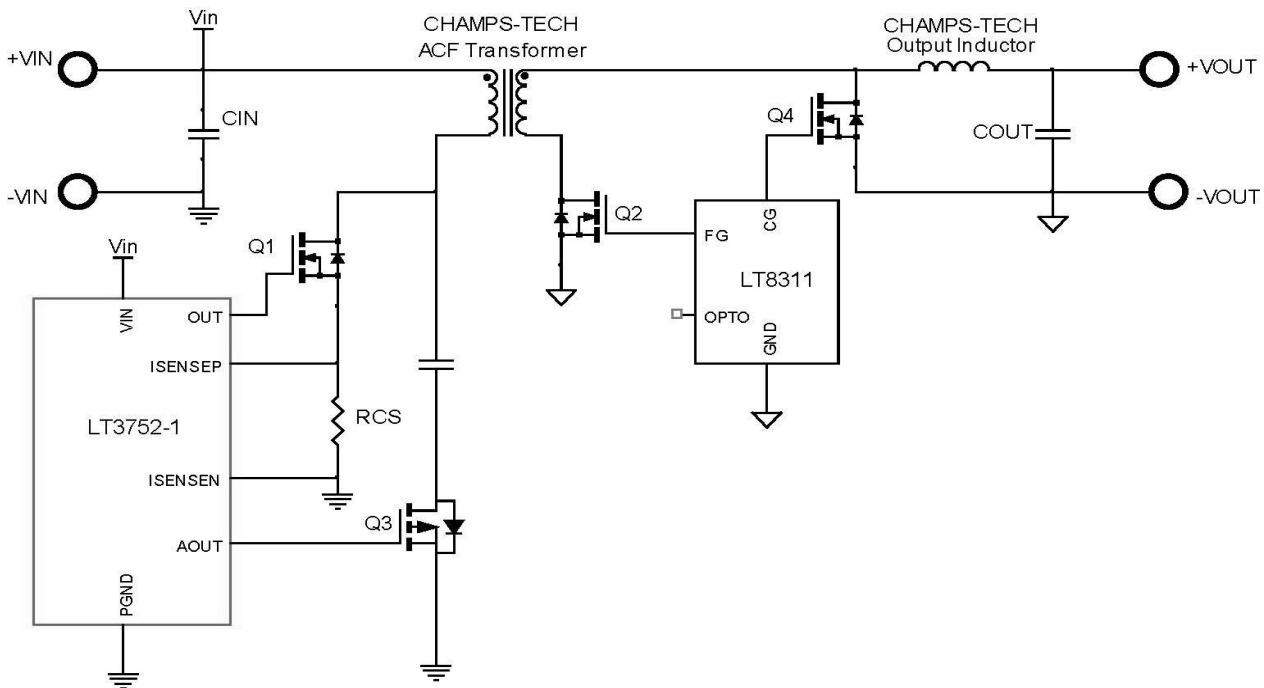 Vin
CHAMPS-TECH
ACF Transformer
CHAMPS-TECH
Output Inductor
+VIN
+VOUT
CIN
Q4
COUT
-VIN
-VOUT
Q2
Vin
Q1
FG
CG
LT8311
OPTO
GND
VIN
OUT
ISENSEP
LT3752-1
RCS
ISENSEN
Q3
AOUT
PGND